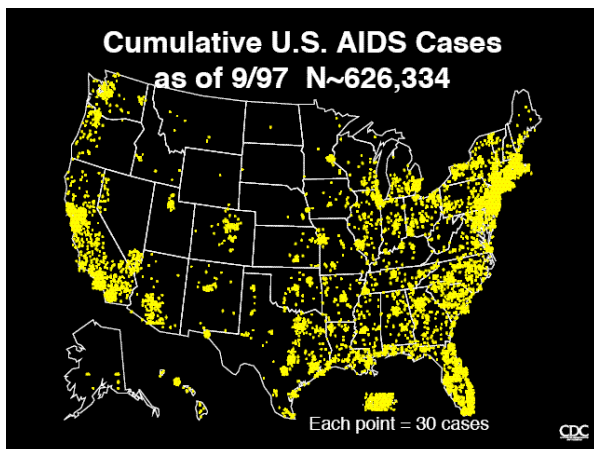 Cumulative U.S. AIDS Cases
as of 9/97 N~626,334
Each point = 30 cases
CDC